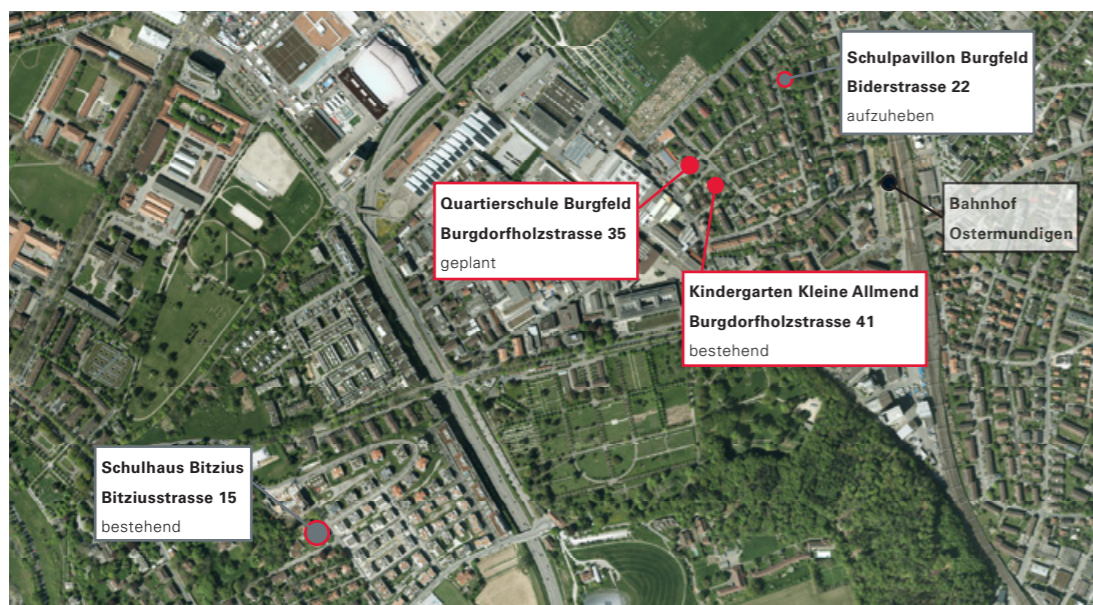 Schulpavillon Burgfeld
Biderstrasse 22
aufzuheben
Quartierschule Burgfeld
Burgdorfholzstrasse 35
geplant
Bahnhof
Ostermundigen
Kindergarten Kleine Allmend
Burgdorfholzstrasse 41
bestehend
Schulhaus Bitzius
Bitziusstrasse 15
bestehend